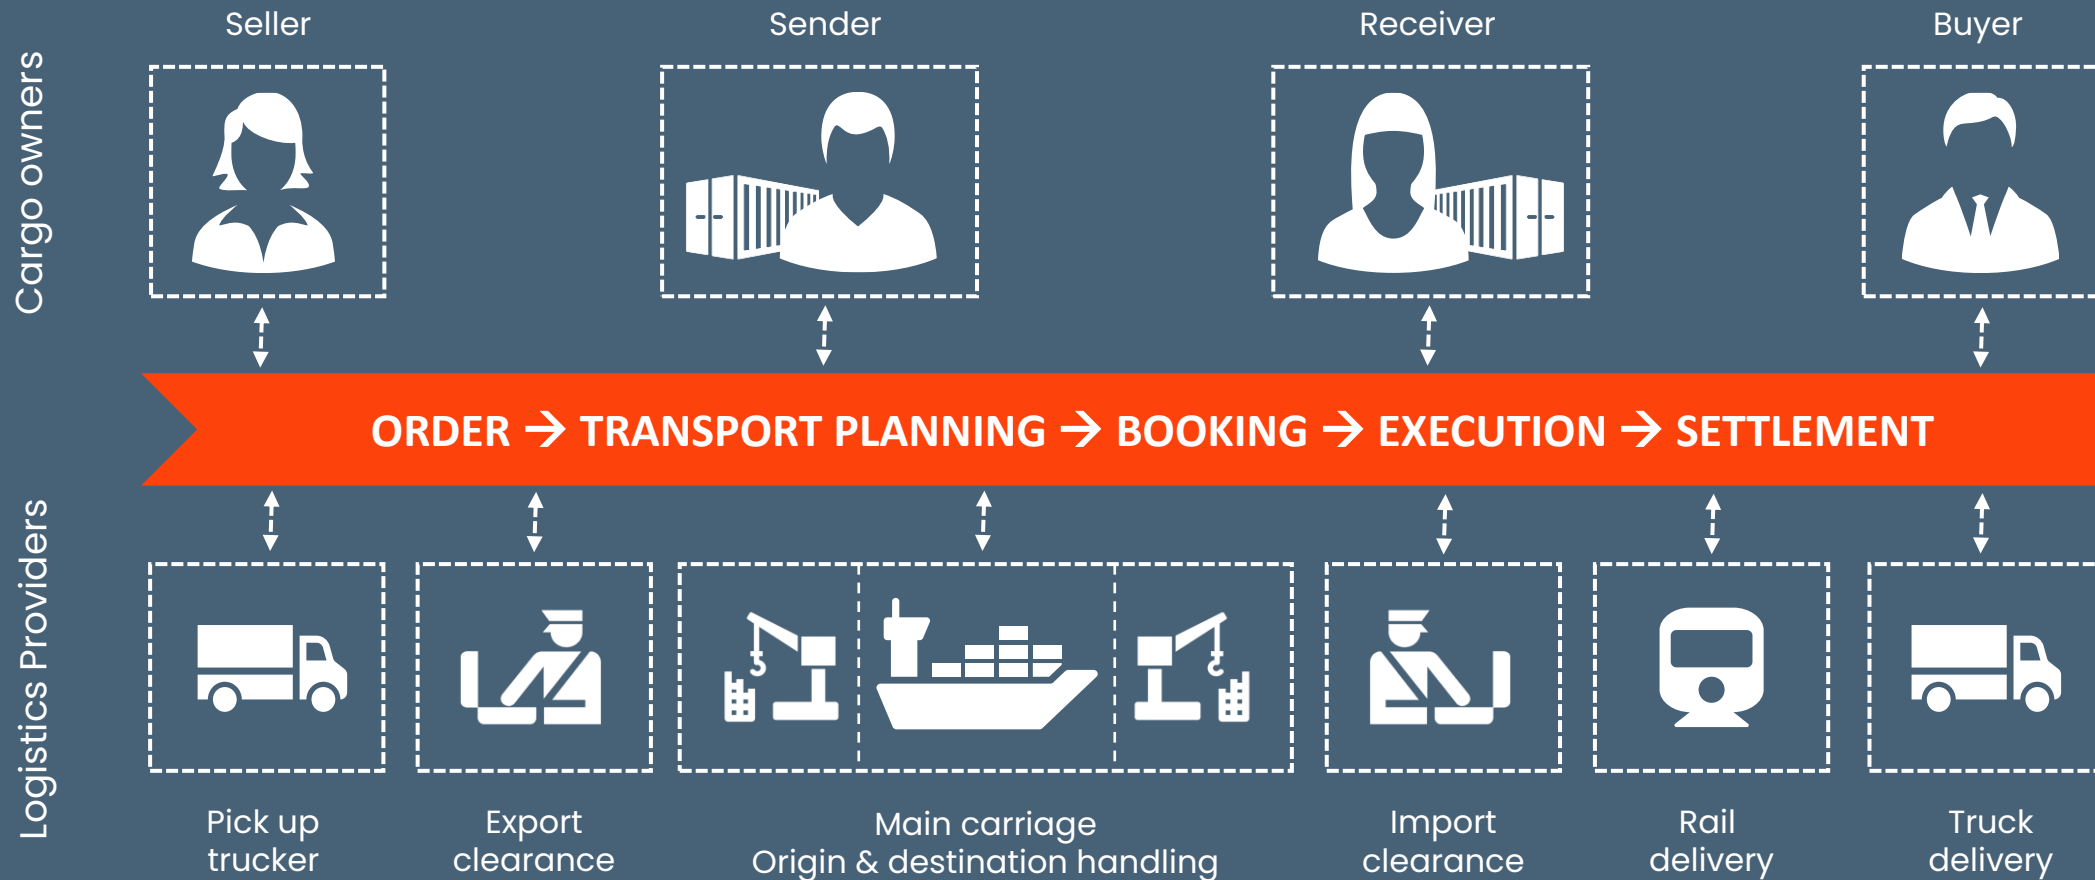 Seller
Sender
Receiver
Buyer
Cargo owners
ORDER → TRANSPORT PLANNING → BOOKING → EXECUTION → SETTLEMENT
Logistics Providers
Pick up
trucker
Export
clearance
Main carriage
Origin & destination handling
Import
clearance
Rail
delivery
Truck
delivery